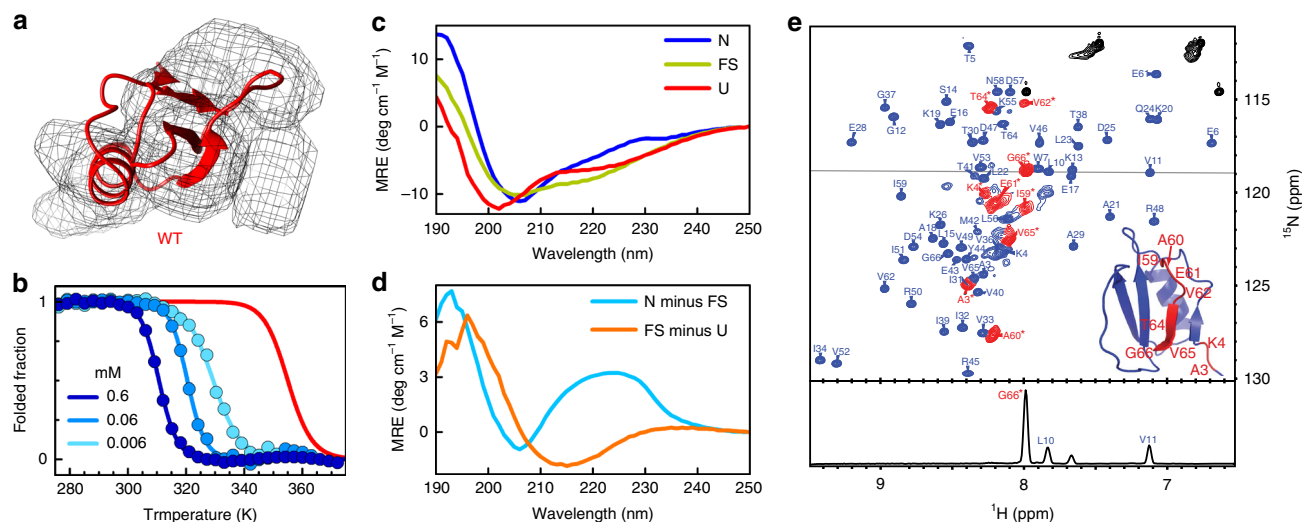 a
WT
b
Folded fraction
1
0
mM
0.6
0.06
0.006
275 300 325 350
Trmperature (K)
c
MRE (deg cm⁻¹ M⁻¹)
10
0
−10
N
FS
U
190 200 210 220 230 240 250
Wavelength (nm)
d
MRE (deg cm⁻¹ M⁻¹)
6
3
0
N minus FS
FS minus U
190 200 210 220 230 240 250
Wavelength (nm)
e
T5
E61
N58 D57
T64* V62*
S14
K55
G37
Q24 K20
K19 E16
G12
T64
T38
E28
T30 D47 V46
L23
D25
E6
V53
G66* W7 L10 K13
V11
T41
L22
K4* E61*
I59*
E17
I59
L56
A21
R48
K26
M42
V65*
A18 L15 V49 V36
D54
Y44
A29
I51
G66
K4
E43 V65 A3
I31
V62
A3*
V40
R50
I39 I32 V33
A60*
I34 V52
R45
A60
I59
E61
V62
T64
K4
G66 V65
A3
115
120
125
130
¹⁵N (ppm)
G66*
L10
V11
9 8 7
¹H (ppm)